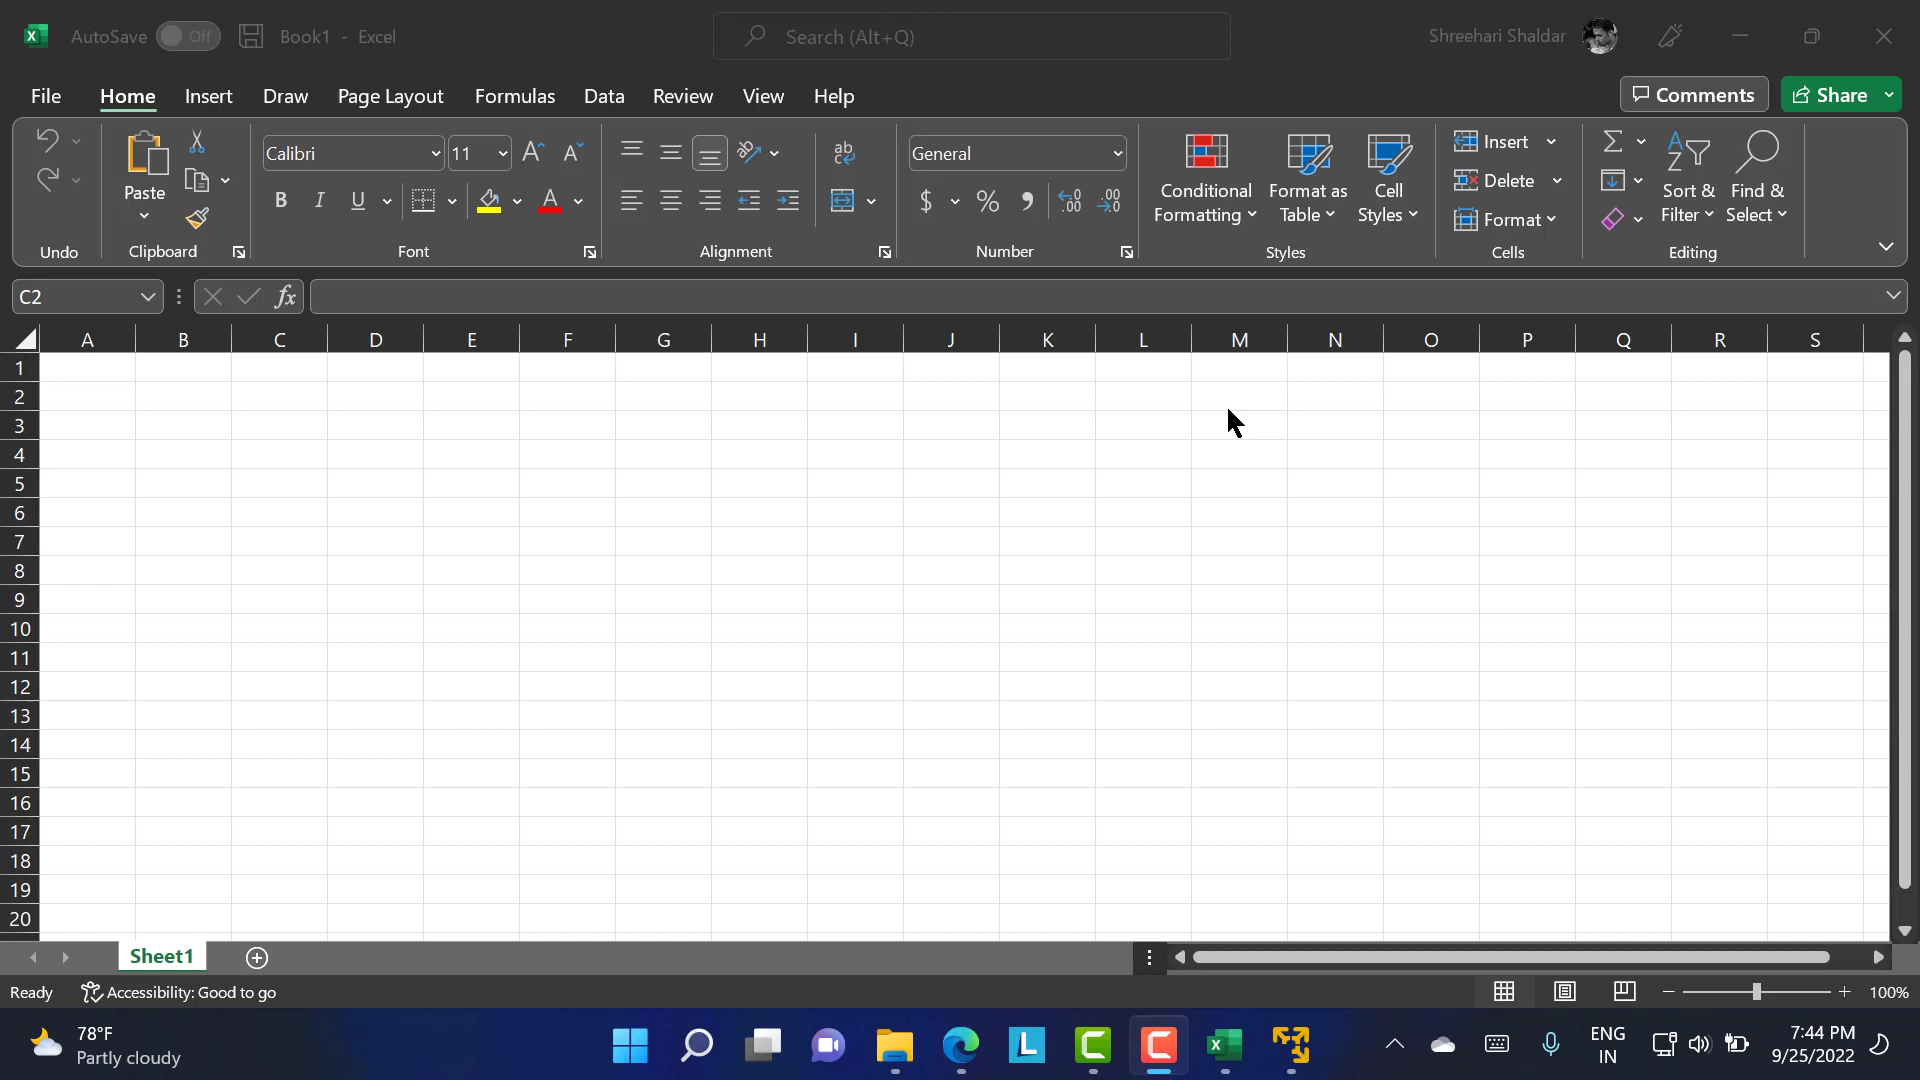 AutoSave Off Book1 - Excel Search (Alt+Q) Shreehari Shaldar
File Home Insert Draw Page Layout Formulas Data Review View Help Comments Share
Paste
Calibri 11
B I U A
ab
c
General
$ % 9 .00
Conditional
Formatting
Format as
Table
Cell
Styles
Insert
Delete
Format
Sort &
Filter
Find &
Select
Undo Clipboard Font Alignment Number Styles Cells Editing
C2 fx
A B C D E F G H I J K L M N O P Q R S
1
2
3
4
5
6
7
8
9
10
11
12
13
14
15
16
17
18
19
20
Sheet1
Ready Accessibility: Good to go 100%
78°F
Partly cloudy
ENG
IN
7:44 PM
9/25/2022